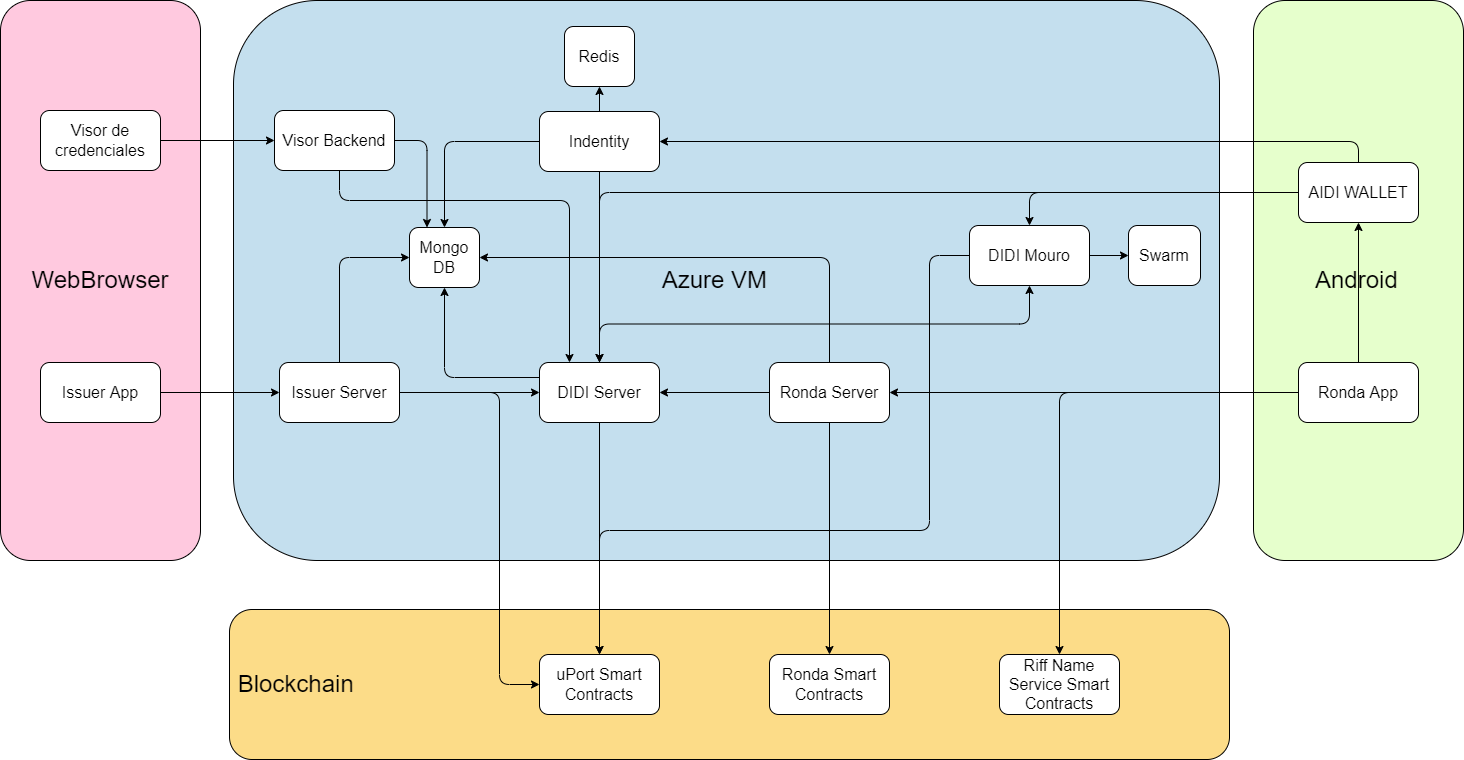 Redis
Visor de
credenciales
Visor Backend
Indentity
AIDI WALLET
Mongo
DB
DIDI Mouro
Swarm
WebBrowser
Azure VM
Android
Issuer App
Issuer Server
DIDI Server
Ronda Server
Ronda App
Blockchain
uPort Smart
Contracts
Ronda Smart
Contracts
Riff Name
Service Smart
Contracts